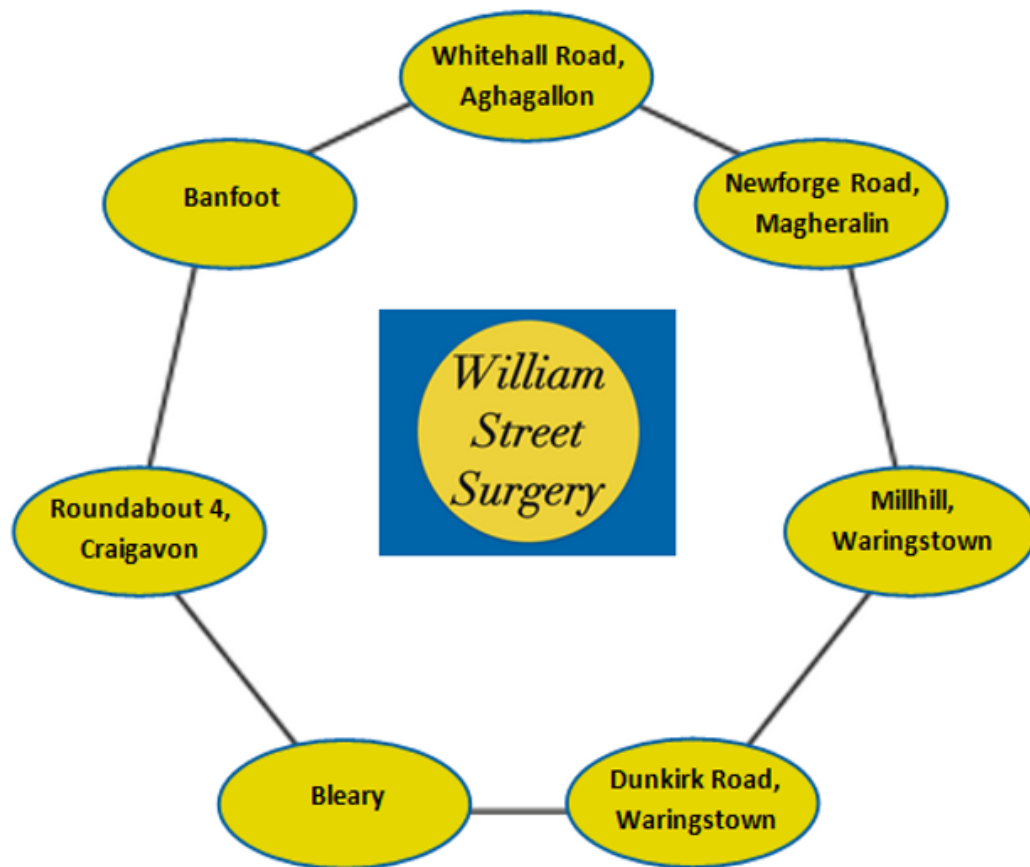 Whitehall Road,
Aghagallon
Banfoot
Newforge Road,
Magheralin
William
Street
Surgery
Roundabout 4,
Craigavon
Millhill,
Waringstown
Bleary
Dunkirk Road,
Waringstown